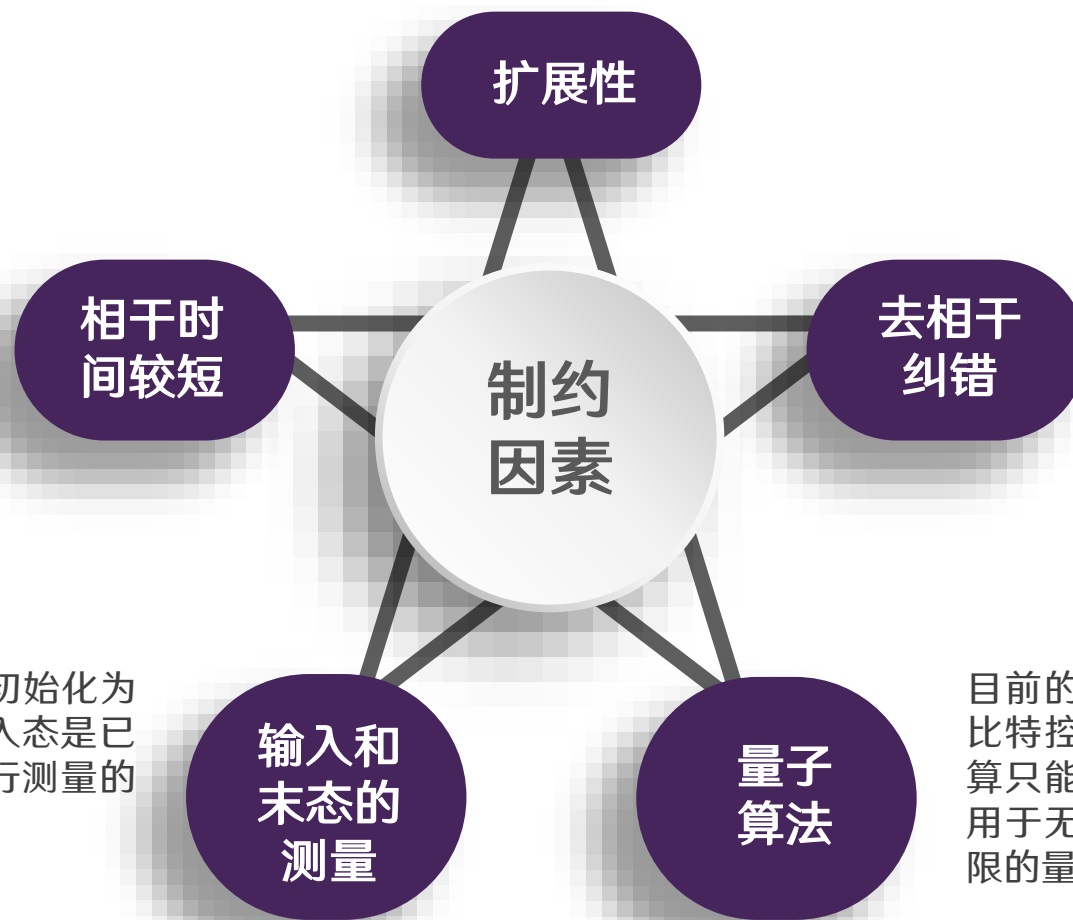 扩展性
相干时
间较短
去相干
纠错
制约
因素
初始化为
入态是已
行测量的
输入和
末态的
测量
量子
算法
目前的
比特控
算只能
用于无
限的量